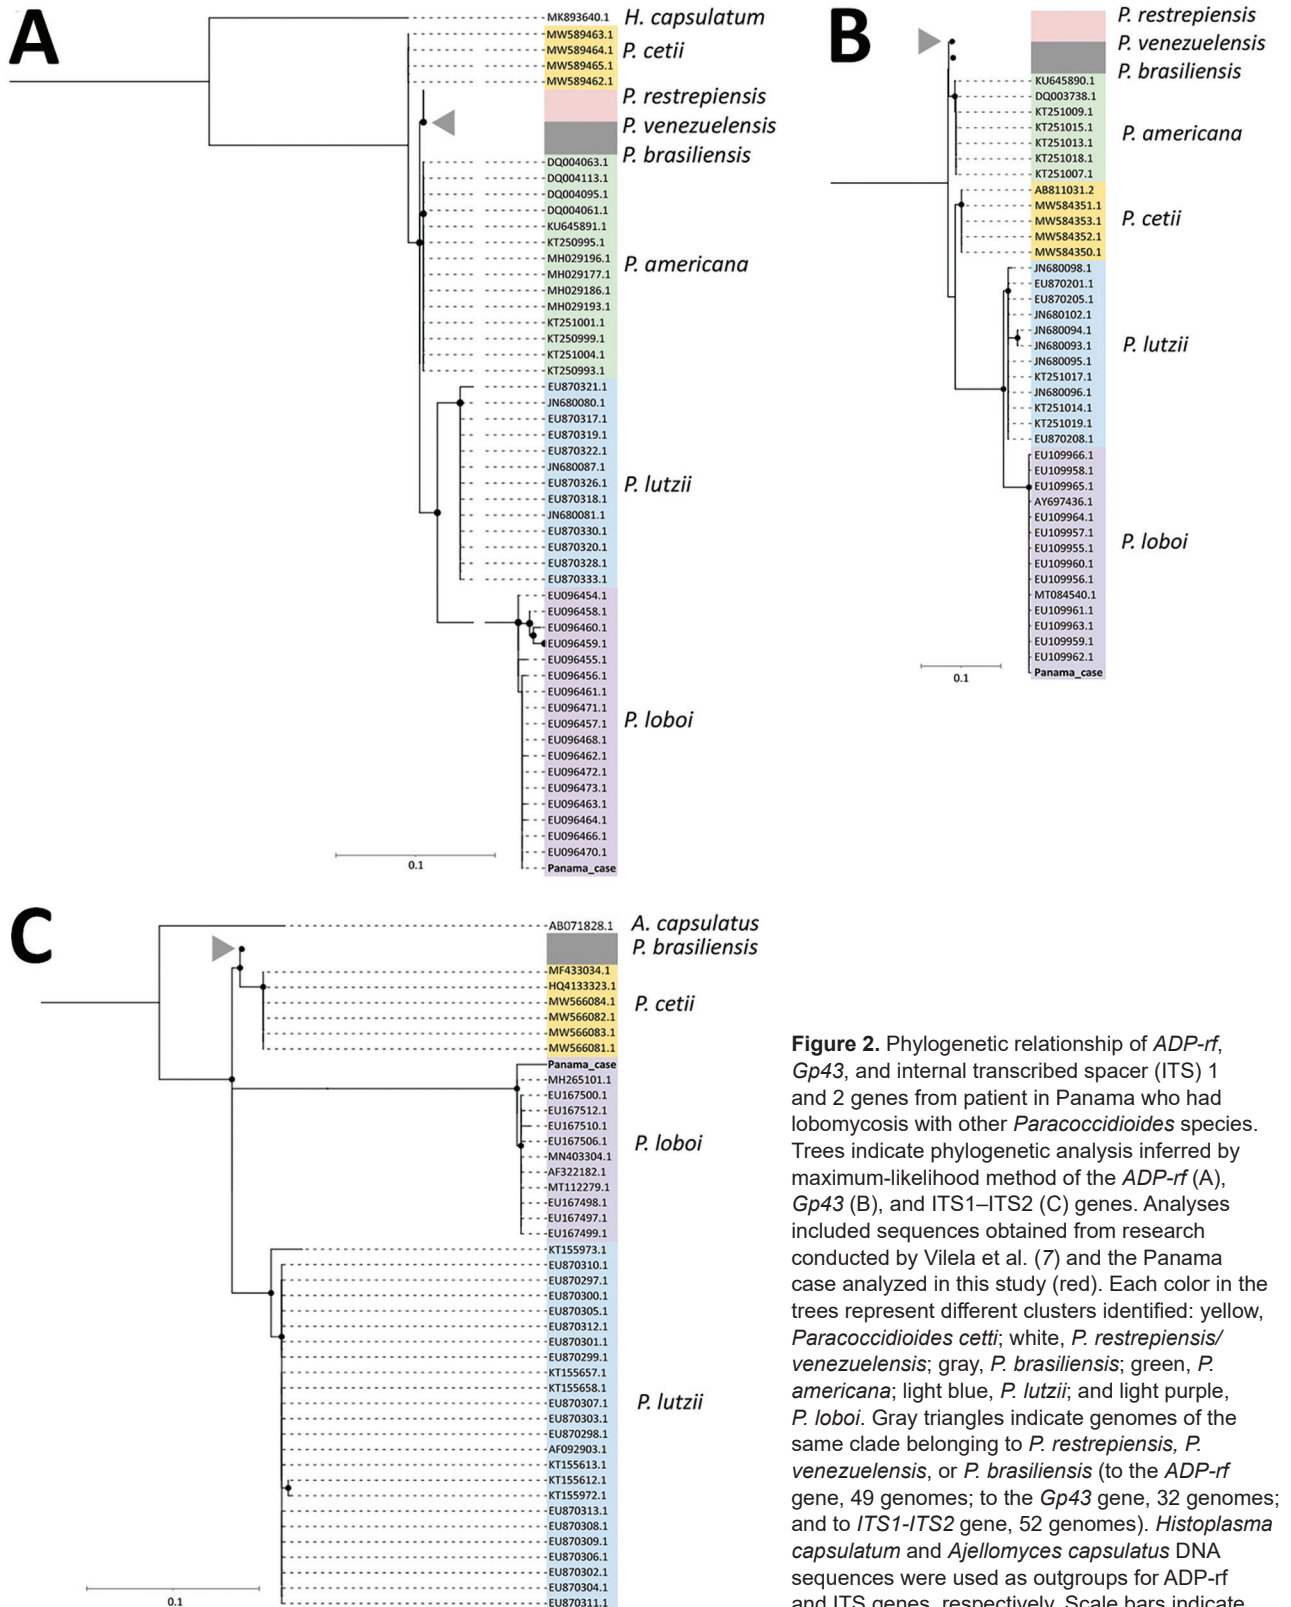 A
MK893640.1
H. capsulatum
MW589463.1
MW589464.1
P. cetii
MW589465.1
MW589462.1
P. restrepiensis
P. venezuelensis
P. brasiliensis
DQ004063.1
DQ004113.1
DQ004095.1
DQ004061.1
KU645891.1
KT250995.1
MH029196.1
P. americana
MH029177.1
MH029186.1
MH029193.1
KT251001.1
KT250999.1
KT251004.1
KT250993.1
EU870321.1
JN680080.1
EU870317.1
EU870319.1
EU870322.1
JN680087.1
EU870326.1
P. lutzii
EU870318.1
JN680081.1
EU870330.1
EU870320.1
EU870328.1
EU870333.1
EU096454.1
EU096458.1
EU096460.1
EU096459.1
EU096455.1
EU096456.1
EU096461.1
EU096471.1
P. loboi
EU096457.1
EU096468.1
EU096462.1
EU096472.1
EU096473.1
EU096463.1
EU096464.1
EU096466.1
EU096470.1
Panama_case
0.1
B
P. restrepiensis
P. venezuelensis
P. brasiliensis
KU645890.1
DQ003738.1
KT251009.1
KT251015.1
P. americana
KT251013.1
KT251018.1
KT251007.1
AB811031.2
MW584351.1
P. cetii
MW584353.1
MW584352.1
MW584350.1
JN680098.1
EU870201.1
EU870205.1
JN680102.1
JN680094.1
JN680093.1
P. lutzii
JN680095.1
KT251017.1
JN680096.1
KT251014.1
KT251019.1
EU870208.1
EU109966.1
EU109958.1
EU109965.1
AY697436.1
EU109964.1
EU109957.1
P. loboi
EU109955.1
EU109960.1
EU109956.1
MT084540.1
EU109961.1
EU109963.1
EU109959.1
EU109962.1
Panama_case
0.1
C
AB071828.1
A. capsulatus
P. brasiliensis
MF433034.1
HQ4133323.1
MW566084.1
P. cetii
MW566082.1
MW566083.1
MW566081.1
Panama_case
MH265101.1
EU167500.1
EU167512.1
EU167510.1
EU167506.1
P. loboi
MN403304.1
AF322182.1
MT112279.1
EU167498.1
EU167497.1
EU167499.1
KT155973.1
EU870310.1
EU870297.1
EU870300.1
EU870305.1
EU870312.1
EU870301.1
EU870299.1
KT155657.1
KT155658.1
EU870307.1
P. lutzii
EU870303.1
EU870298.1
AF092903.1
KT155613.1
KT155612.1
KT155972.1
EU870313.1
EU870308.1
EU870309.1
EU870306.1
EU870302.1
EU870304.1
EU870311.1
0.1
Figure 2. Phylogenetic relationship of ADP-rf,
Gp43, and internal transcribed spacer (ITS) 1
and 2 genes from patient in Panama who had
lobomycosis with other Paracoccidioides species.
Trees indicate phylogenetic analysis inferred by
maximum-likelihood method of the ADP-rf (A),
Gp43 (B), and ITS1–ITS2 (C) genes. Analyses
included sequences obtained from research
conducted by Vilela et al. (7) and the Panama
case analyzed in this study (red). Each color in the
trees represent different clusters identified: yellow,
Paracoccidioides cetti; white, P. restrepiensis/
venezuelensis; gray, P. brasiliensis; green, P.
americana; light blue, P. lutzii; and light purple,
P. loboi. Gray triangles indicate genomes of the
same clade belonging to P. restrepiensis, P.
venezuelensis, or P. brasiliensis (to the ADP-rf
gene, 49 genomes; to the Gp43 gene, 32 genomes;
and to ITS1-ITS2 gene, 52 genomes). Histoplasma
capsulatum and Ajellomyces capsulatus DNA
sequences were used as outgroups for ADP-rf
and ITS genes, respectively. Scale bars indicate